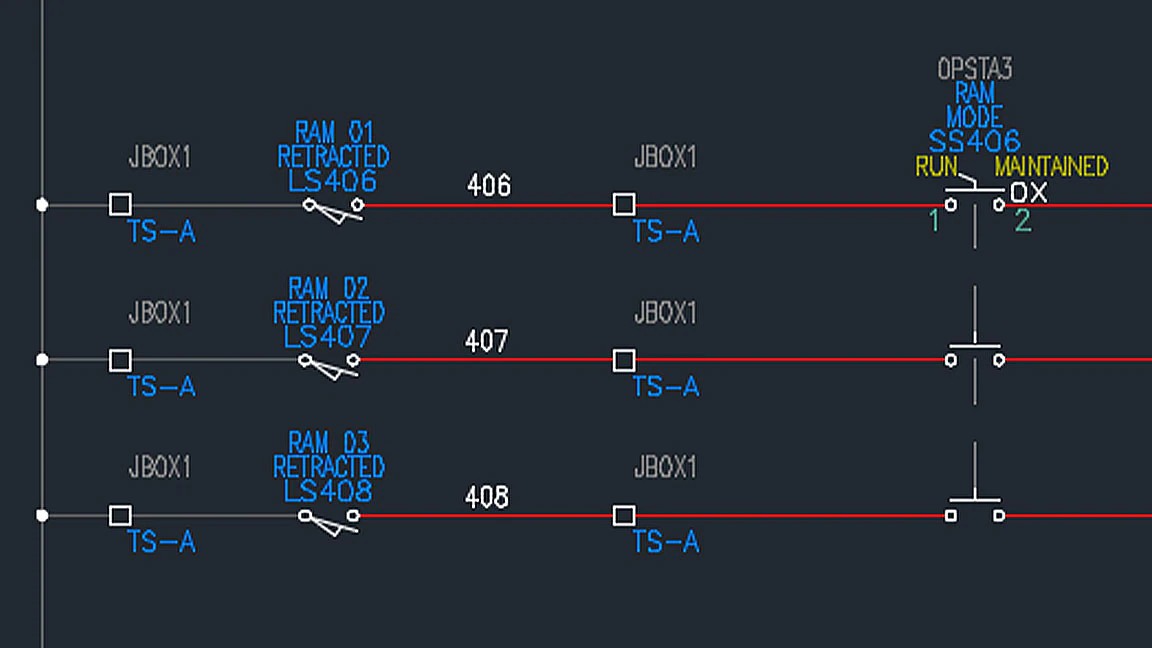 OPSTA3
RAM
MODE
SS406
RUN MAINTAINED
OX
1 2
JBOX1
TS-A
RAM 01
RETRACTED
LS406
406
JBOX1
TS-A
JBOX1
TS-A
RAM 02
RETRACTED
LS407
407
JBOX1
TS-A
JBOX1
TS-A
RAM 03
RETRACTED
LS408
408
JBOX1
TS-A